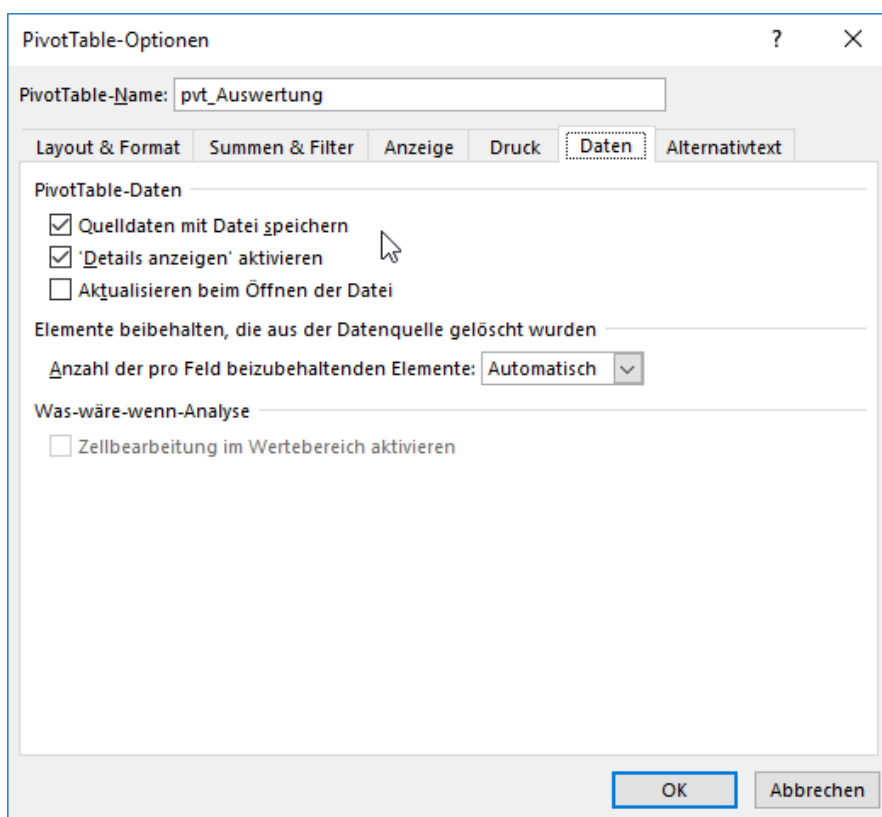 PivotTable-Optionen ?
PivotTable-Name: pvt_Auswertung
Layout & Format Summen & Filter Anzeige Druck Daten Alternativtext
PivotTable-Daten
Quelldaten mit Datei speichern
'Details anzeigen' aktivieren
Aktualisieren beim Öffnen der Datei
Elemente beibehalten, die aus der Datenquelle gelöscht wurden
Anzahl der pro Feld beizubehaltenden Elemente: Automatisch
Was-wäre-wenn-Analyse
Zellbearbeitung im Wertebereich aktivieren
OK Abbrechen